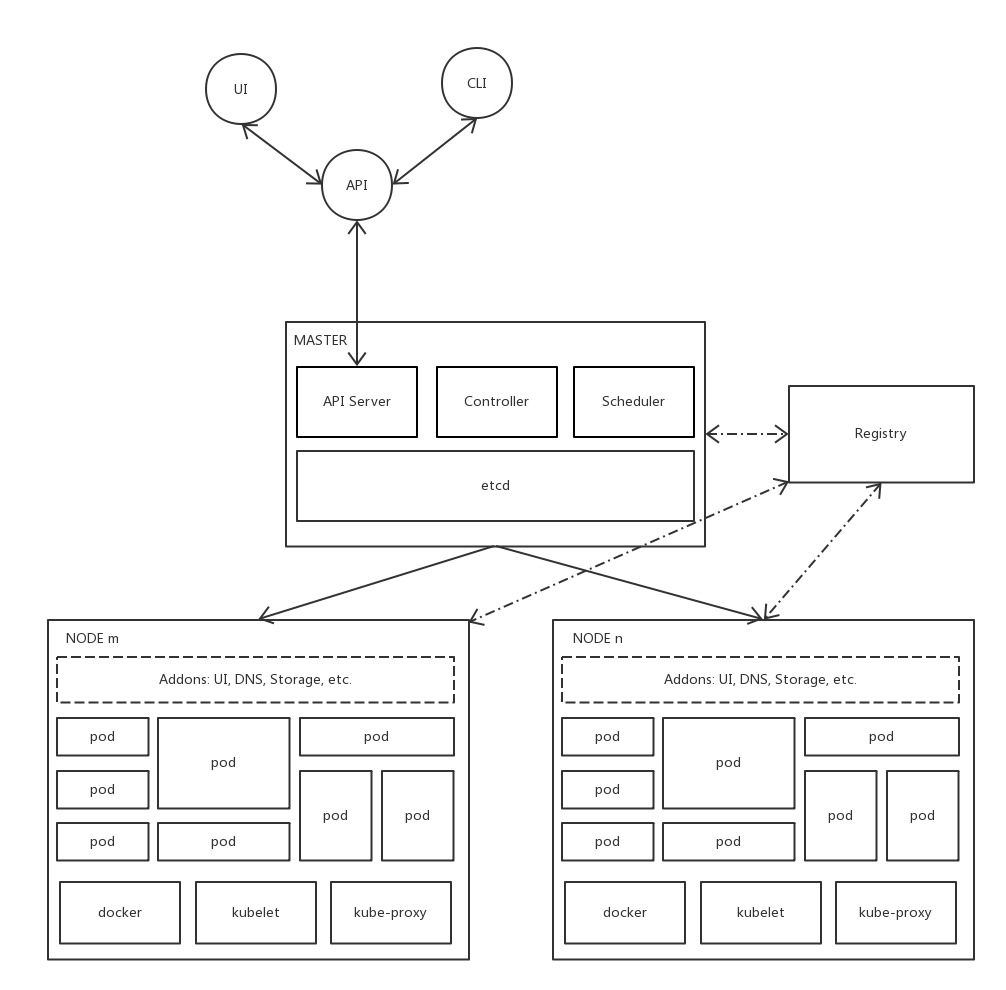 UI
CLI
API
MASTER
API Server
Controller
Scheduler
etcd
Registry
NODE m
Addons: UI, DNS, Storage, etc.
pod
pod
pod
pod
pod
pod
pod
pod
docker
kubelet
kube-proxy
NODE n
Addons: UI, DNS, Storage, etc.
pod
pod
pod
pod
pod
pod
pod
pod
docker
kubelet
kube-proxy